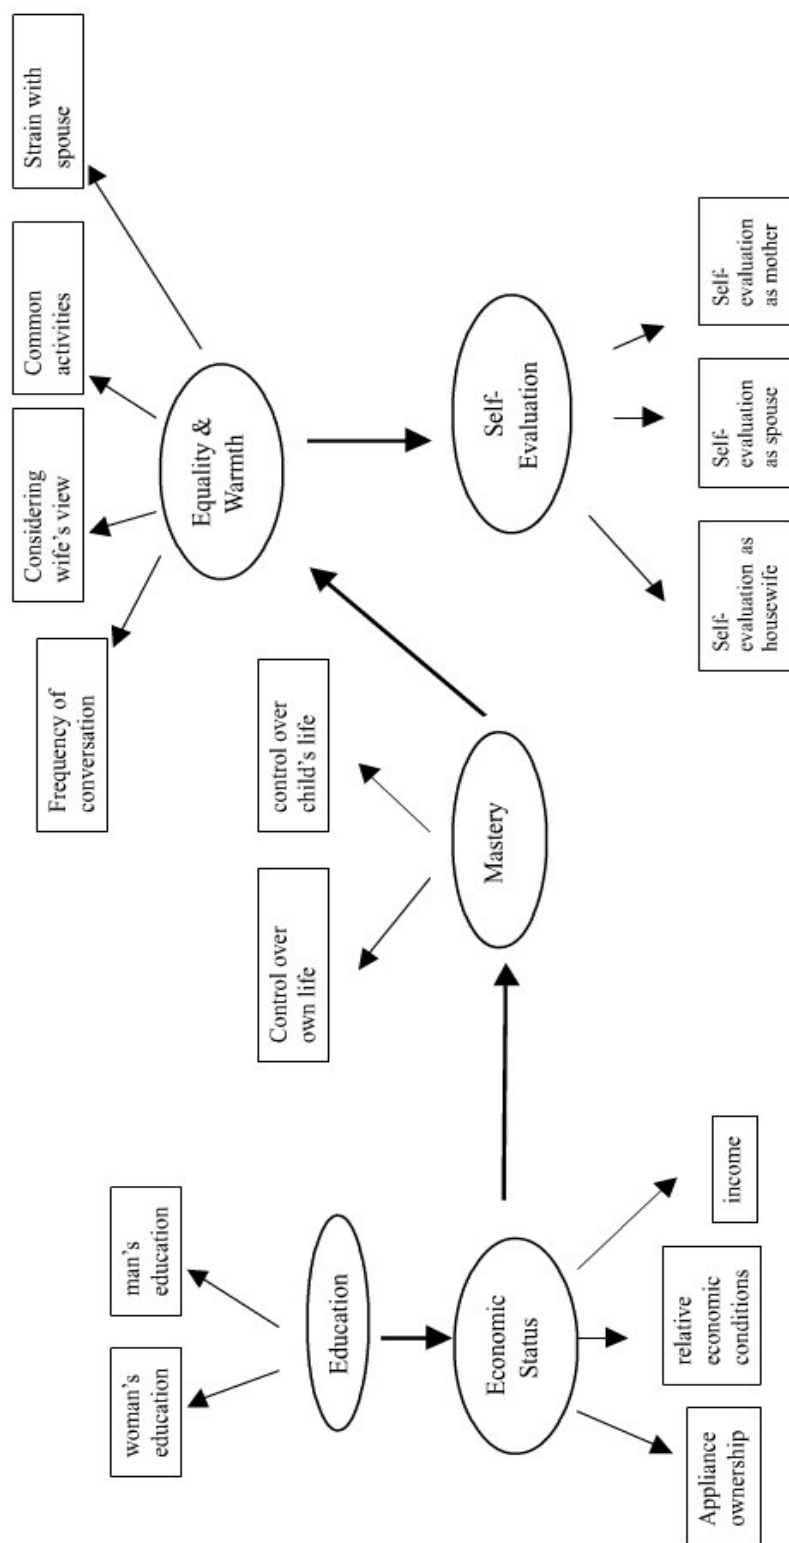 woman's
education
man's
education
Education
Economic
Status
Appliance
ownership
relative
economic
conditions
income
Control over
own life
control over
child's life
Mastery
Frequency of
conversation
Considering
wife's view
Common
activities
Strain with
spouse
Equality &
Warmth
Self-
Evaluation
Self-
evaluation as
housewife
Self-
evaluation
as spouse
Self-
evaluation
as mother